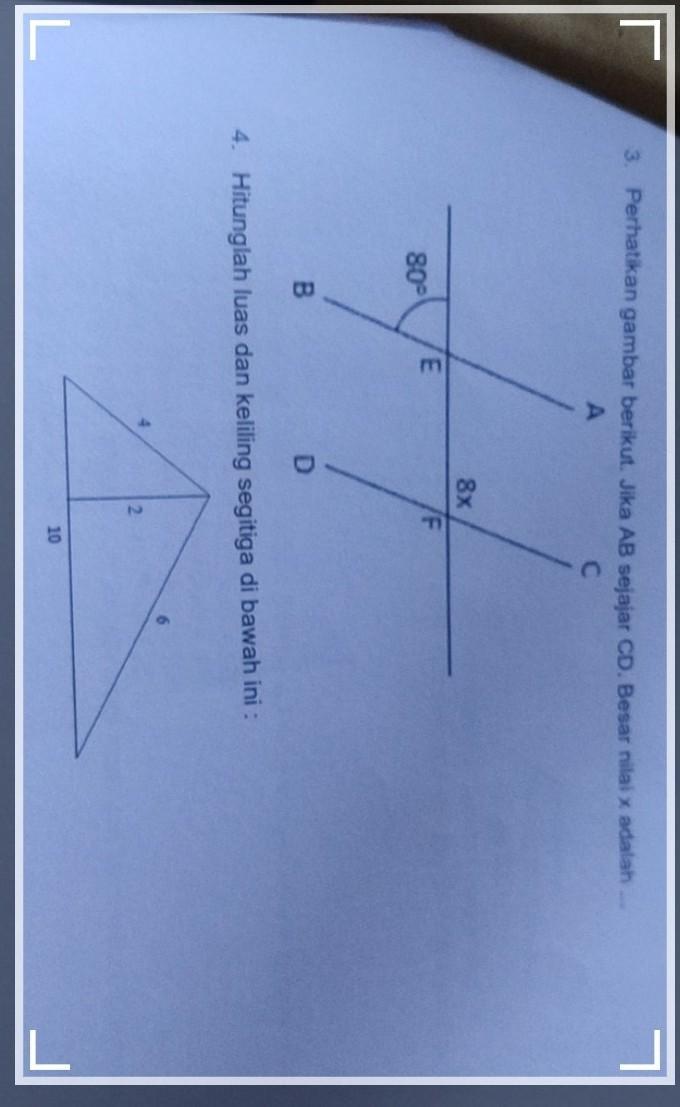 3. Perhatikan gambar berikut. Jika AB sejajar CD. Besar nilai x adalah ...
A
C
8x
80°
E
F
B
D
4. Hitunglah luas dan keliling segitiga di bawah ini :
4
2
6
10